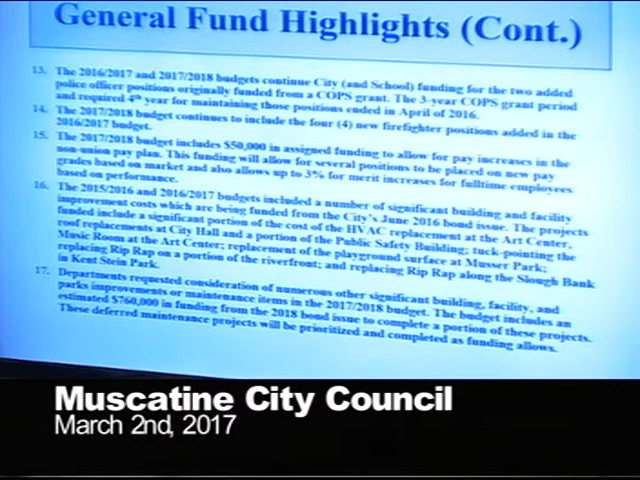 General Fund Highlights (Cont.)
13. The 2016/2017 and 2017/2018 budgets continue City (and School) funding for the two added
police officer positions originally funded from a COPS grant. The 3-year COPS grant period
and required 4th year for maintaining those positions ended in April of 2016.
14. The 2017/2018 budget continues to include the four (4) new firefighter positions added in the
2016/2017 budget.
15. The 2017/2018 budget includes $50,000 in assigned funding to allow for pay increases in the
non-union pay plan. This funding will allow for several positions to be placed on new pay
grades based on market and also allows up to 3% for merit increases for fulltime employees
based on performance.
16. The 2015/2016 and 2016/2017 budgets included a number of significant building and facility
improvement costs which are being funded from the City's June 2016 bond issue. The projects
funded include a significant portion of the cost of the HVAC replacement at the Art Center,
roof replacements at City Hall and a portion of the Public Safety Building; tuck-pointing the
Music Room at the Art Center; replacement of the playground surface at Musser Park;
replacing Rip Rap on a portion of the riverfront; and replacing Rip Rap along the Slough Bank
in Kent Stein Park.
17. Departments requested consideration of numerous other significant building, facility, and
parks improvements or maintenance items in the 2017/2018 budget. The budget includes an
estimated $760,000 in funding from the 2018 bond issue to complete a portion of these projects.
These deferred maintenance projects will be prioritized and completed as funding allows.
Muscatine City Council
March 2nd, 2017